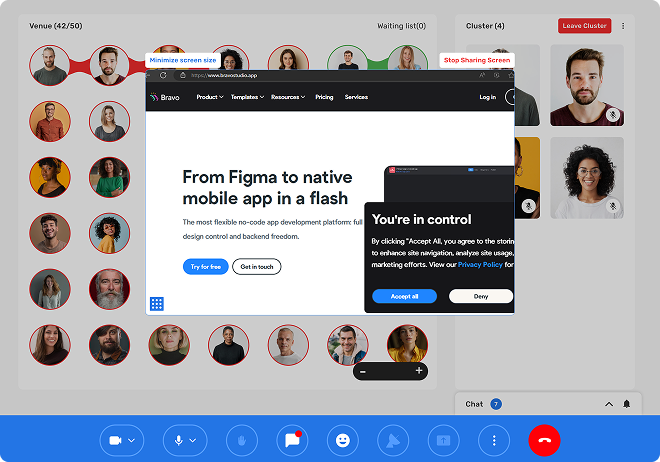 Venue (42/50)
Waiting list(0)
Cluster (4)
Leave Cluster
Minimize screen size
Stop Sharing Screen
https://www.bravostudio.app
Bravo
Product
Templates
Resources
Pricing
Services
Log in
From Figma to native
mobile app in a flash
The most flexible no-code app development platform: full
design control and backend freedom.
Try for free
Get in touch
You're in control
By clicking "Accept All, you agree to the storin
to enhance site navigation, analyze site usage,
marketing efforts. View our Privacy Policy for
Accept all
Deny
Chat 7